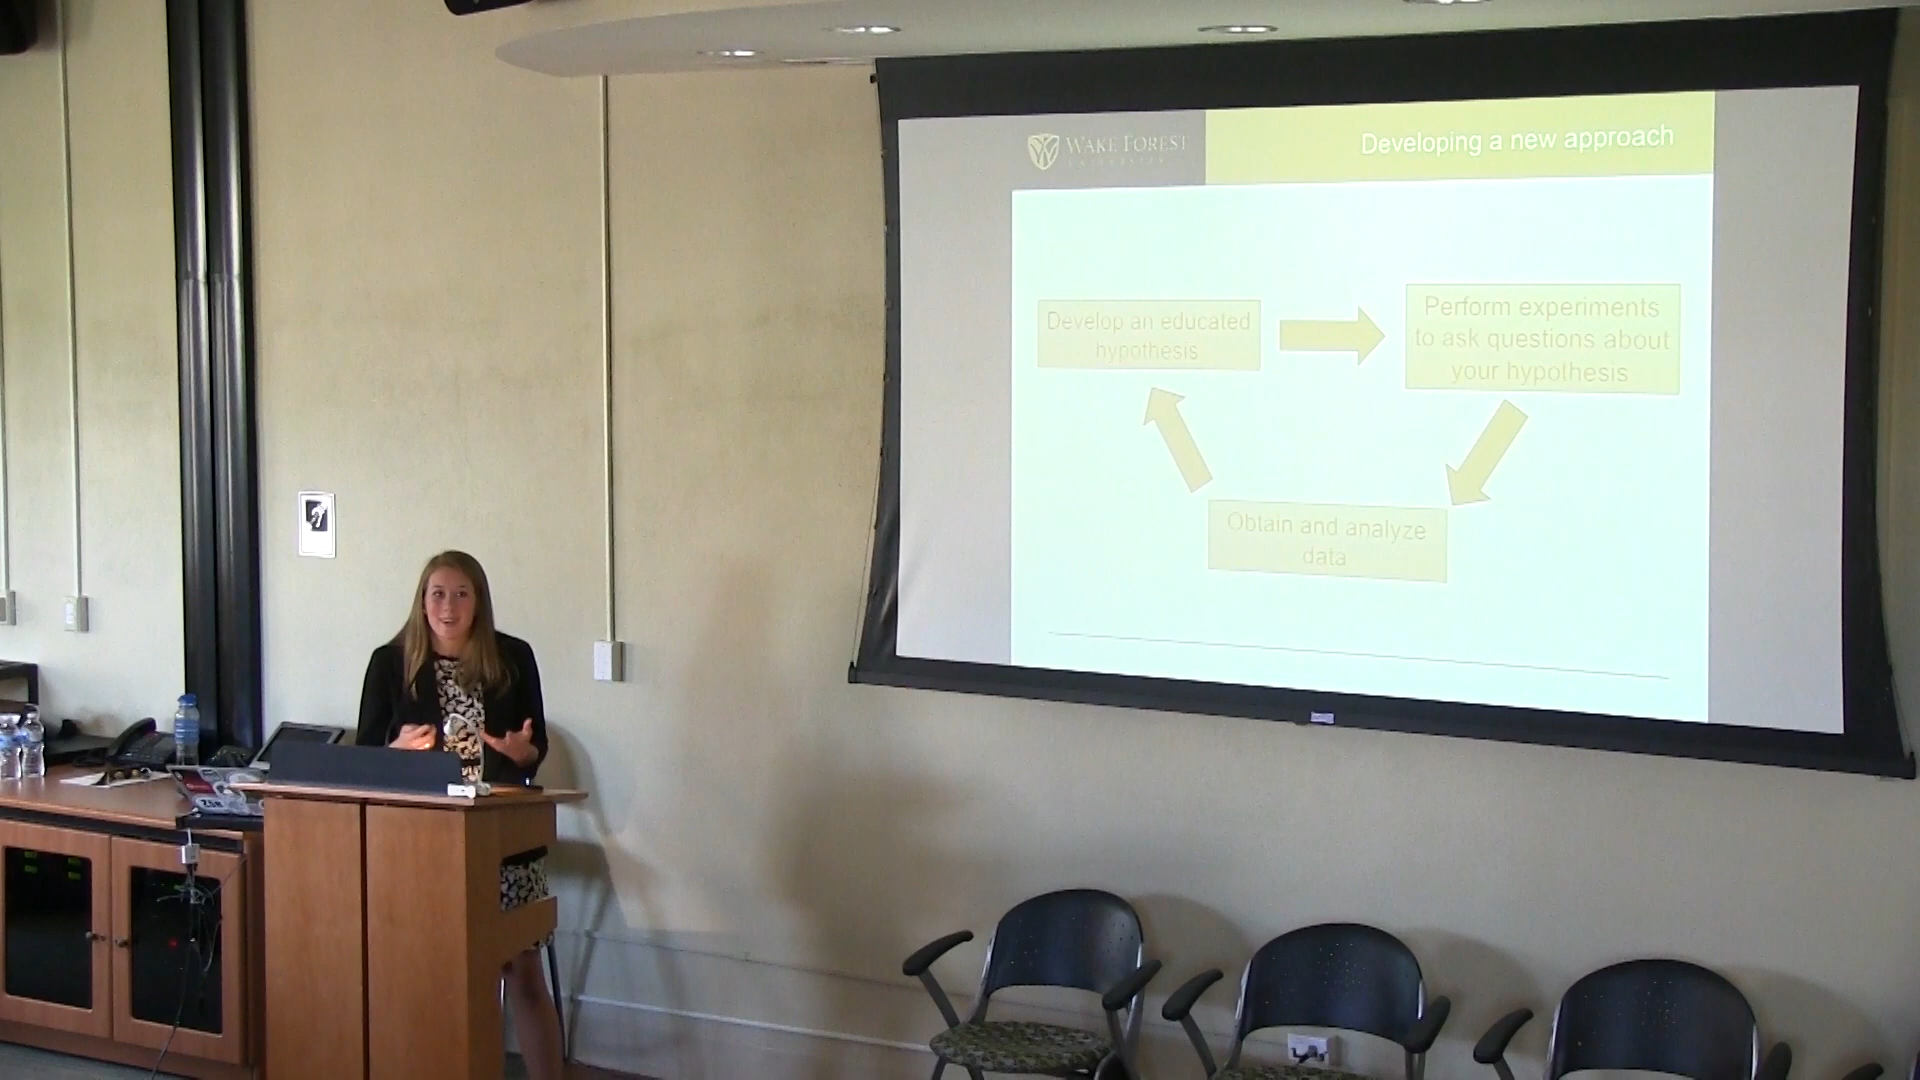 WAKE FOREST
UNIVERSITY
Developing a new approach
Develop an educated
hypothesis
Perform experiments
to ask questions about
your hypothesis
Obtain and analyze
data